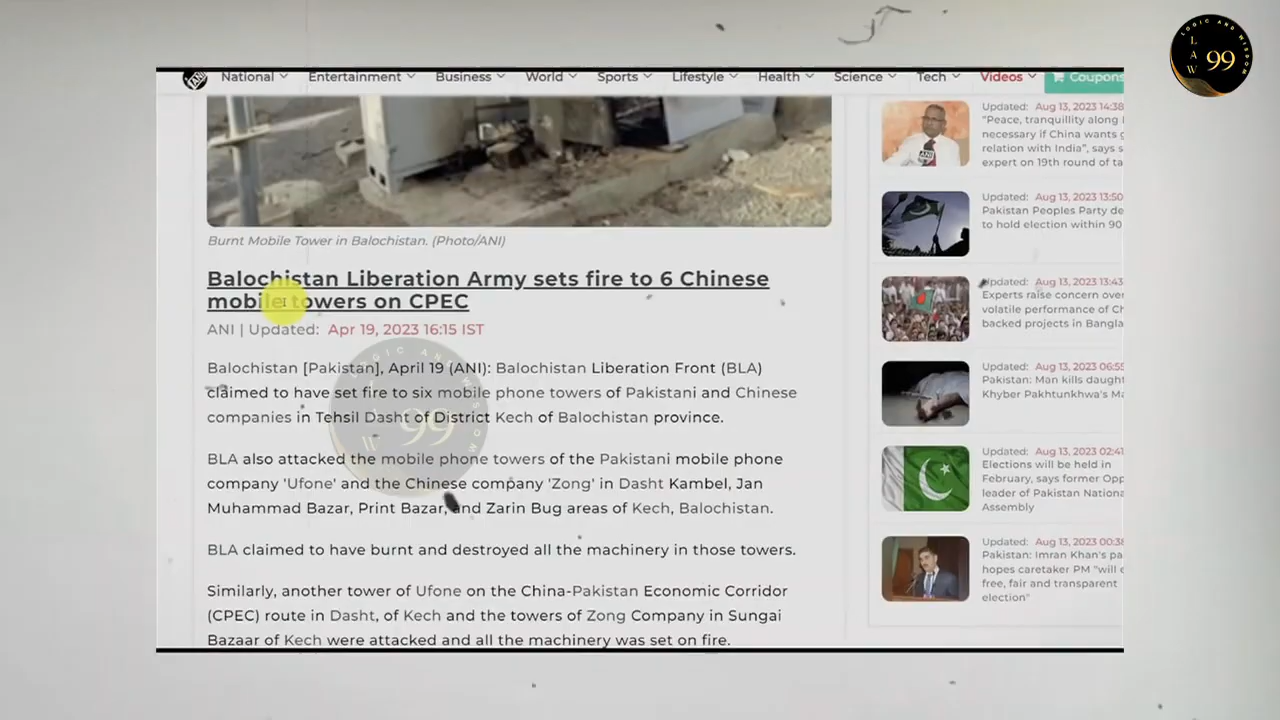 LOGIC AND WISDOM
LAW 99
National Entertainment Business World Sports Lifestyle Health Science Tech Videos Coupons
Burnt Mobile Tower in Balochistan. (Photo/ANI)
Balochistan Liberation Army sets fire to 6 Chinese
mobile towers on CPEC
ANI | Updated: Apr 19, 2023 16:15 IST
Balochistan [Pakistan], April 19 (ANI): Balochistan Liberation Front (BLA)
claimed to have set fire to six mobile phone towers of Pakistani and Chinese
companies in Tehsil Dasht of District Kech of Balochistan province.
BLA also attacked the mobile phone towers of the Pakistani mobile phone
company 'Ufone' and the Chinese company 'Zong' in Dasht Kambel, Jan
Muhammad Bazar, Print Bazar, and Zarin Bug areas of Kech, Balochistan.
BLA claimed to have burnt and destroyed all the machinery in those towers.
Similarly, another tower of Ufone on the China-Pakistan Economic Corridor
(CPEC) route in Dasht, of Kech and the towers of Zong Company in Sungai
Bazaar of Kech were attacked and all the machinery was set on fire.
Updated: Aug 13, 2023 14:38
"Peace, tranquillity along
necessary if China wants
relation with India", says
expert on 19th round of
Updated: Aug 13, 2023 13:50
Pakistan Peoples Party
to hold election within 90
Updated: Aug 13, 2023 13:43
Experts raise concern over
volatile performance of
backed projects in
Updated: Aug 13, 2023 06:55
Pakistan: Man kills
Khyber Pakhtunkhwa's
Updated: Aug 13, 2023 02:41
Elections will be held in
February, says former
leader of Pakistan
Assembly
Updated: Aug 13, 2023 00:38
Pakistan: Imran Khan's
hopes caretaker PM "will
free, fair and transparent
election"